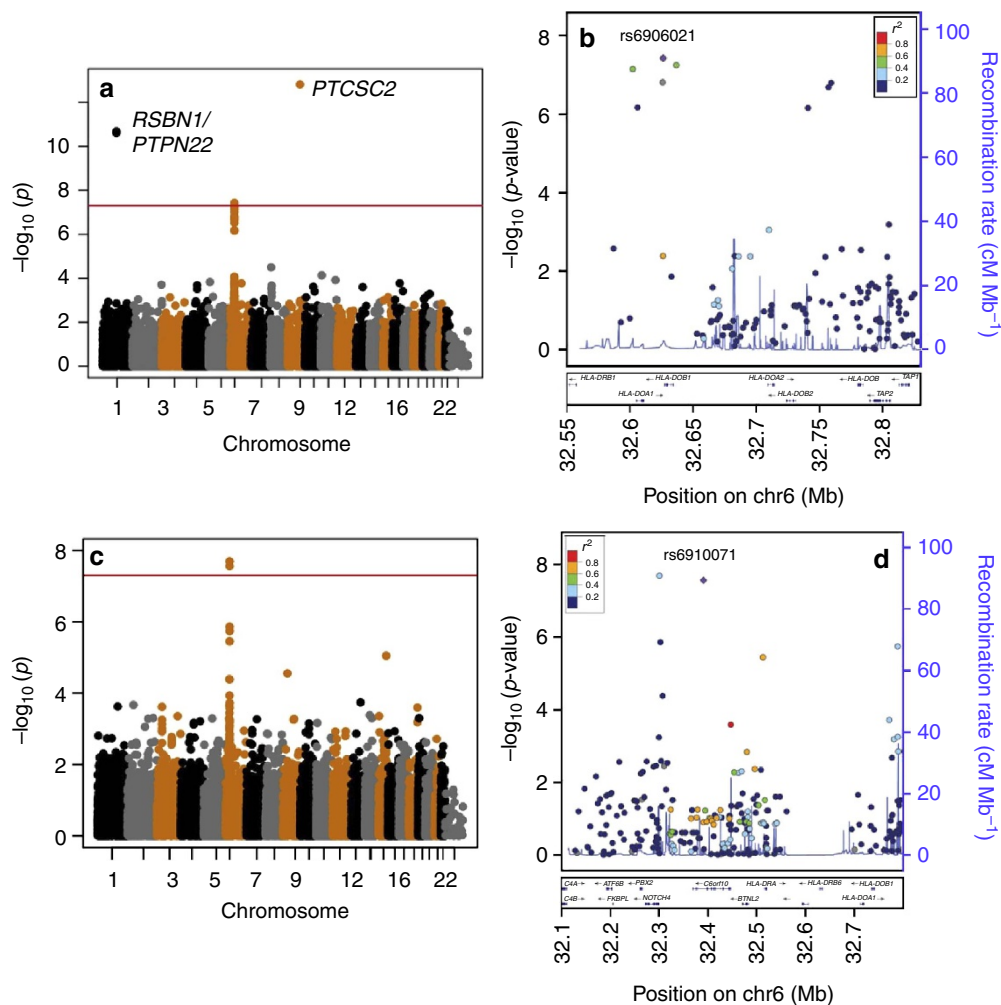 a
RSBN1/
PTPN22
PTCSC2
10
8
6
4
2
0
–log10 (p)
1 3 5 7 9 12 16 22
Chromosome
b
rs6906021
r2
0.8
0.6
0.4
0.2
8
6
4
2
0
–log10 (p-value)
100
80
60
40
20
0
Recombination rate (cM Mb–1)
HLA-DRB1 HLA-DOB1 HLA-DOA2 HLA-DOB TAP1
HLA-DOA1 HLA-DOB2 TAP2
32.55 32.6 32.65 32.7 32.75 32.8
Position on chr6 (Mb)
c
8
6
4
2
0
–log10 (p)
1 3 5 7 9 12 16 22
Chromosome
d
rs6910071
r2
0.8
0.6
0.4
0.2
8
6
4
2
0
–log10 (p-value)
100
80
60
40
20
0
Recombination rate (cM Mb–1)
C4A ATF6B PBX2 C6orf10 HLA-DRA HLA-DRB6 HLA-DOB1
C4B FKBPL NOTCH4 BTNL2 HLA-DOA1
32.1 32.2 32.3 32.4 32.5 32.6 32.7
Position on chr6 (Mb)